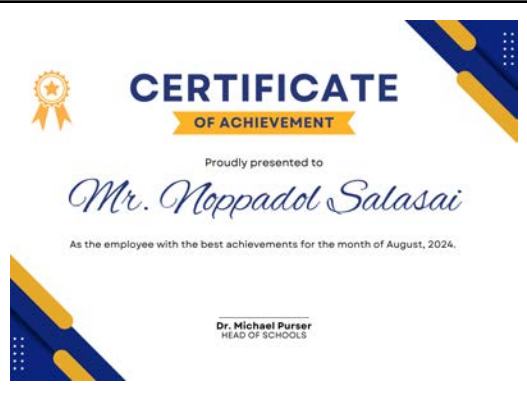 CERTIFICATE
OF ACHIEVEMENT
Proudly presented to
Mr. Noppadol Salasai
As the employee with the best achievements for the month of August, 2024.
Dr. Michael Purser
HEAD OF SCHOOLS